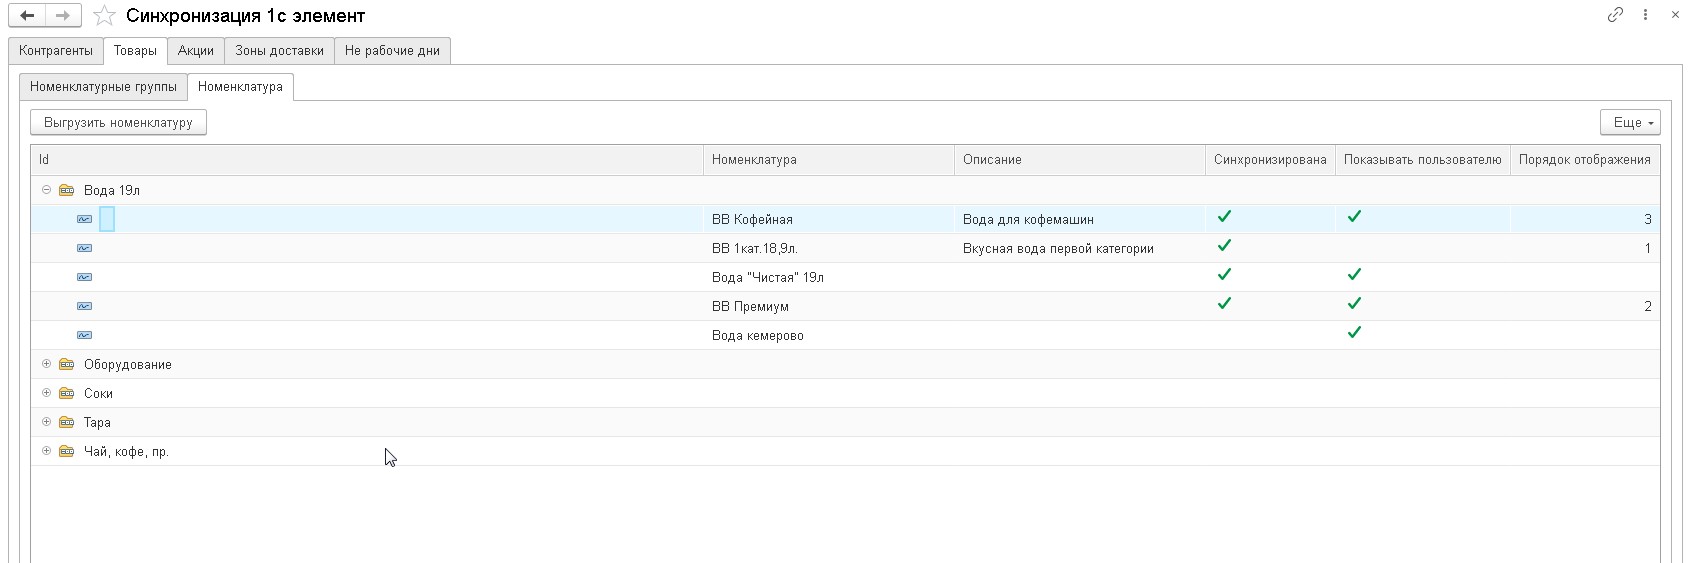 Синхронизация 1с элемент
Контрагенты Товары Акции Зоны доставки Не рабочие дни
Номенклатурные группы Номенклатура
Выгрузить номенклатуру Еще
Id Номенклатура Описание Синхронизирована Показывать пользователю Порядок отображения
Вода 19л
ВВ Кофейная Вода для кофемашин 3
ВВ 1кат.18,9л. Вкусная вода первой категории 1
Вода "Чистая" 19л
ВВ Премиум 2
Вода кемерово
Оборудование
Соки
Тара
Чай, кофе, пр.